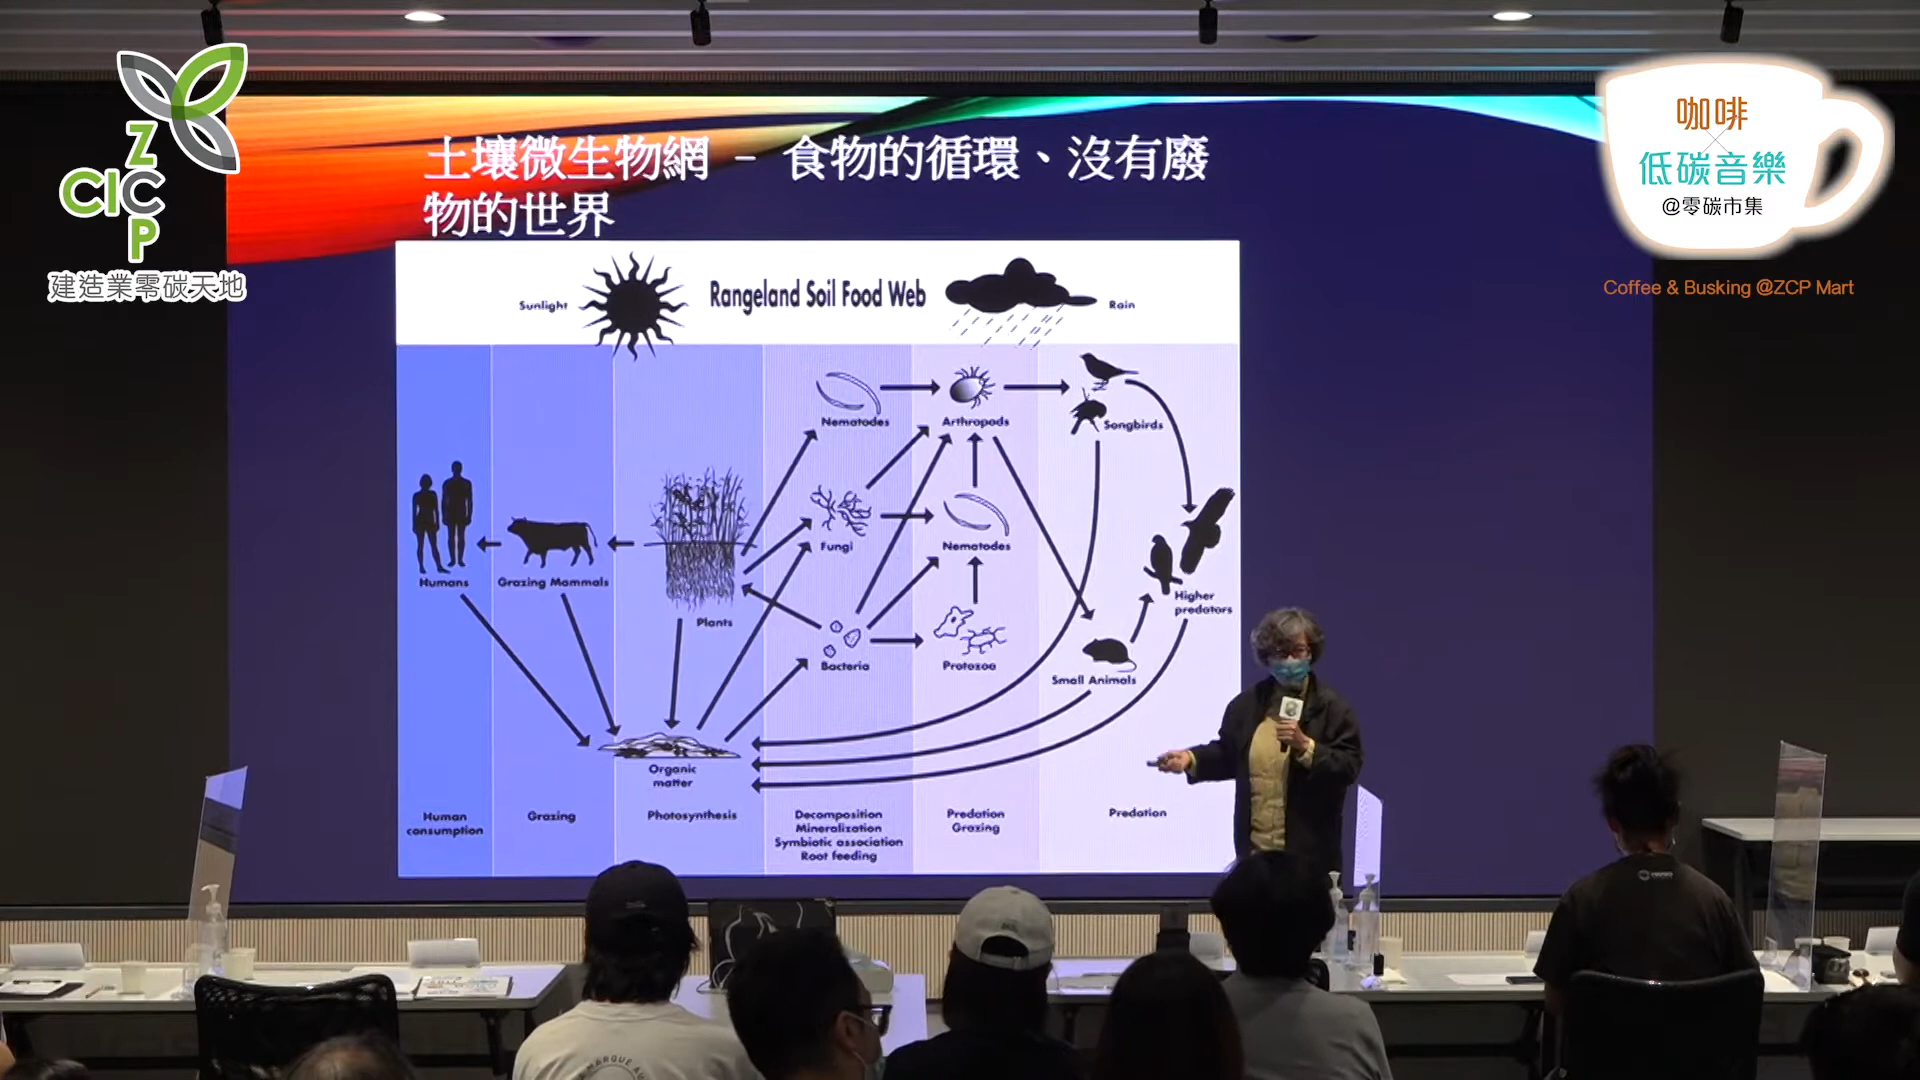 Z
CIC
P
建造業零碳天地
咖啡
×
低碳音樂
@零碳市集
Coffee & Busking @ZCP Mart
土壤微生物網 – 食物的循環、沒有廢
物的世界
Sunlight
Rangeland Soil Food Web
Rain
Nematodes
Arthropods
Songbirds
Humans
Grazing Mammals
Plants
Fungi
Nematodes
Higher
predators
Bacteria
Protozoa
Small Animals
Organic
matter
Human
consumption
Grazing
Photosynthesis
Decomposition
Mineralization
Symbiotic association
Root feeding
Predation
Grazing
Predation